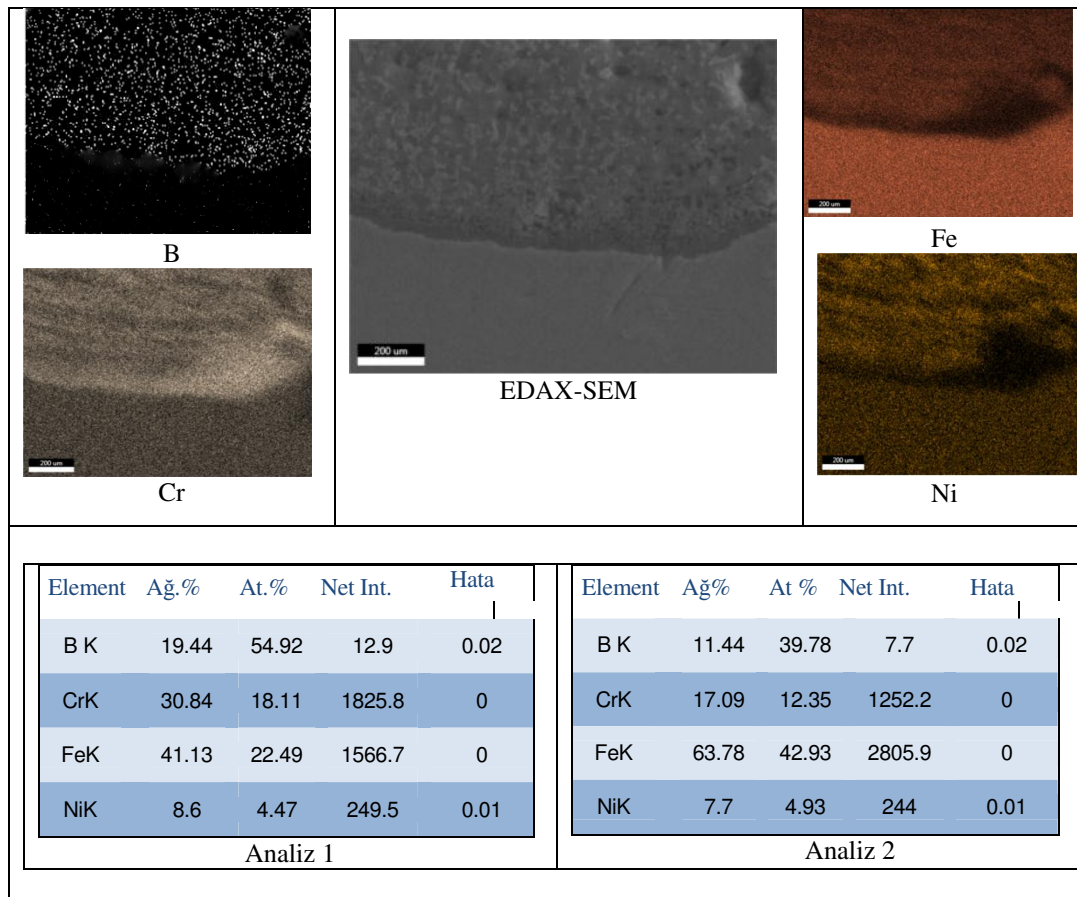 B
200 um
Cr
200 um
EDAX-SEM
200 um
Fe
200 um
Ni
Element Ağ.% At.% Net Int. Hata
B K 19.44 54.92 12.9 0.02
CrK 30.84 18.11 1825.8 0
FeK 41.13 22.49 1566.7 0
NiK 8.6 4.47 249.5 0.01
Analiz 1
Element Ağ% At % Net Int. Hata
B K 11.44 39.78 7.7 0.02
CrK 17.09 12.35 1252.2 0
FeK 63.78 42.93 2805.9 0
NiK 7.7 4.93 244 0.01
Analiz 2